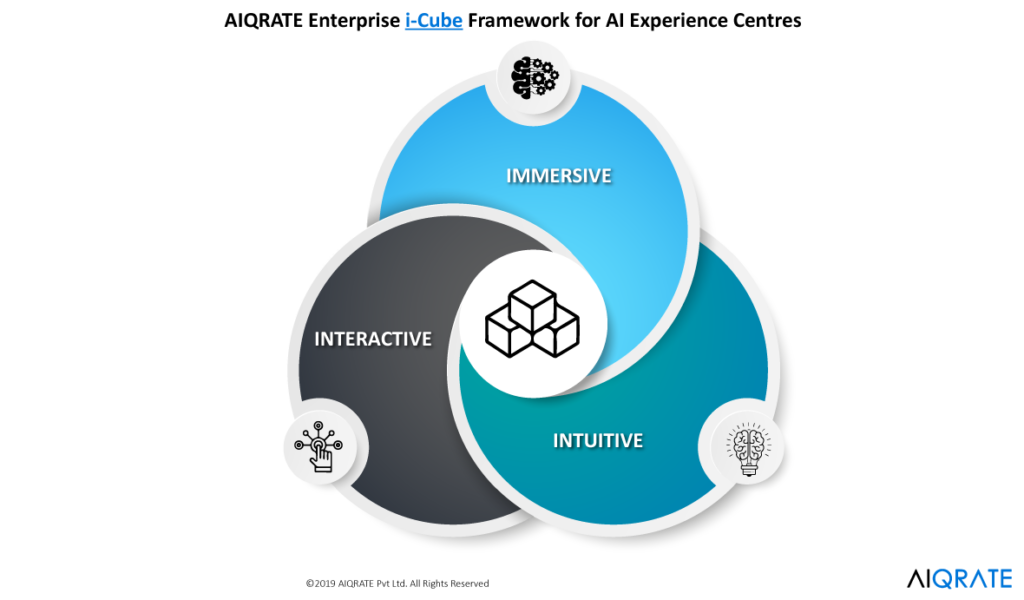 AIQRATE Enterprise i-Cube Framework for AI Experience Centres
IMMERSIVE
INTERACTIVE
INTUITIVE
©2019 AIQRATE Pvt Ltd. All Rights Reserved
AIQRATE